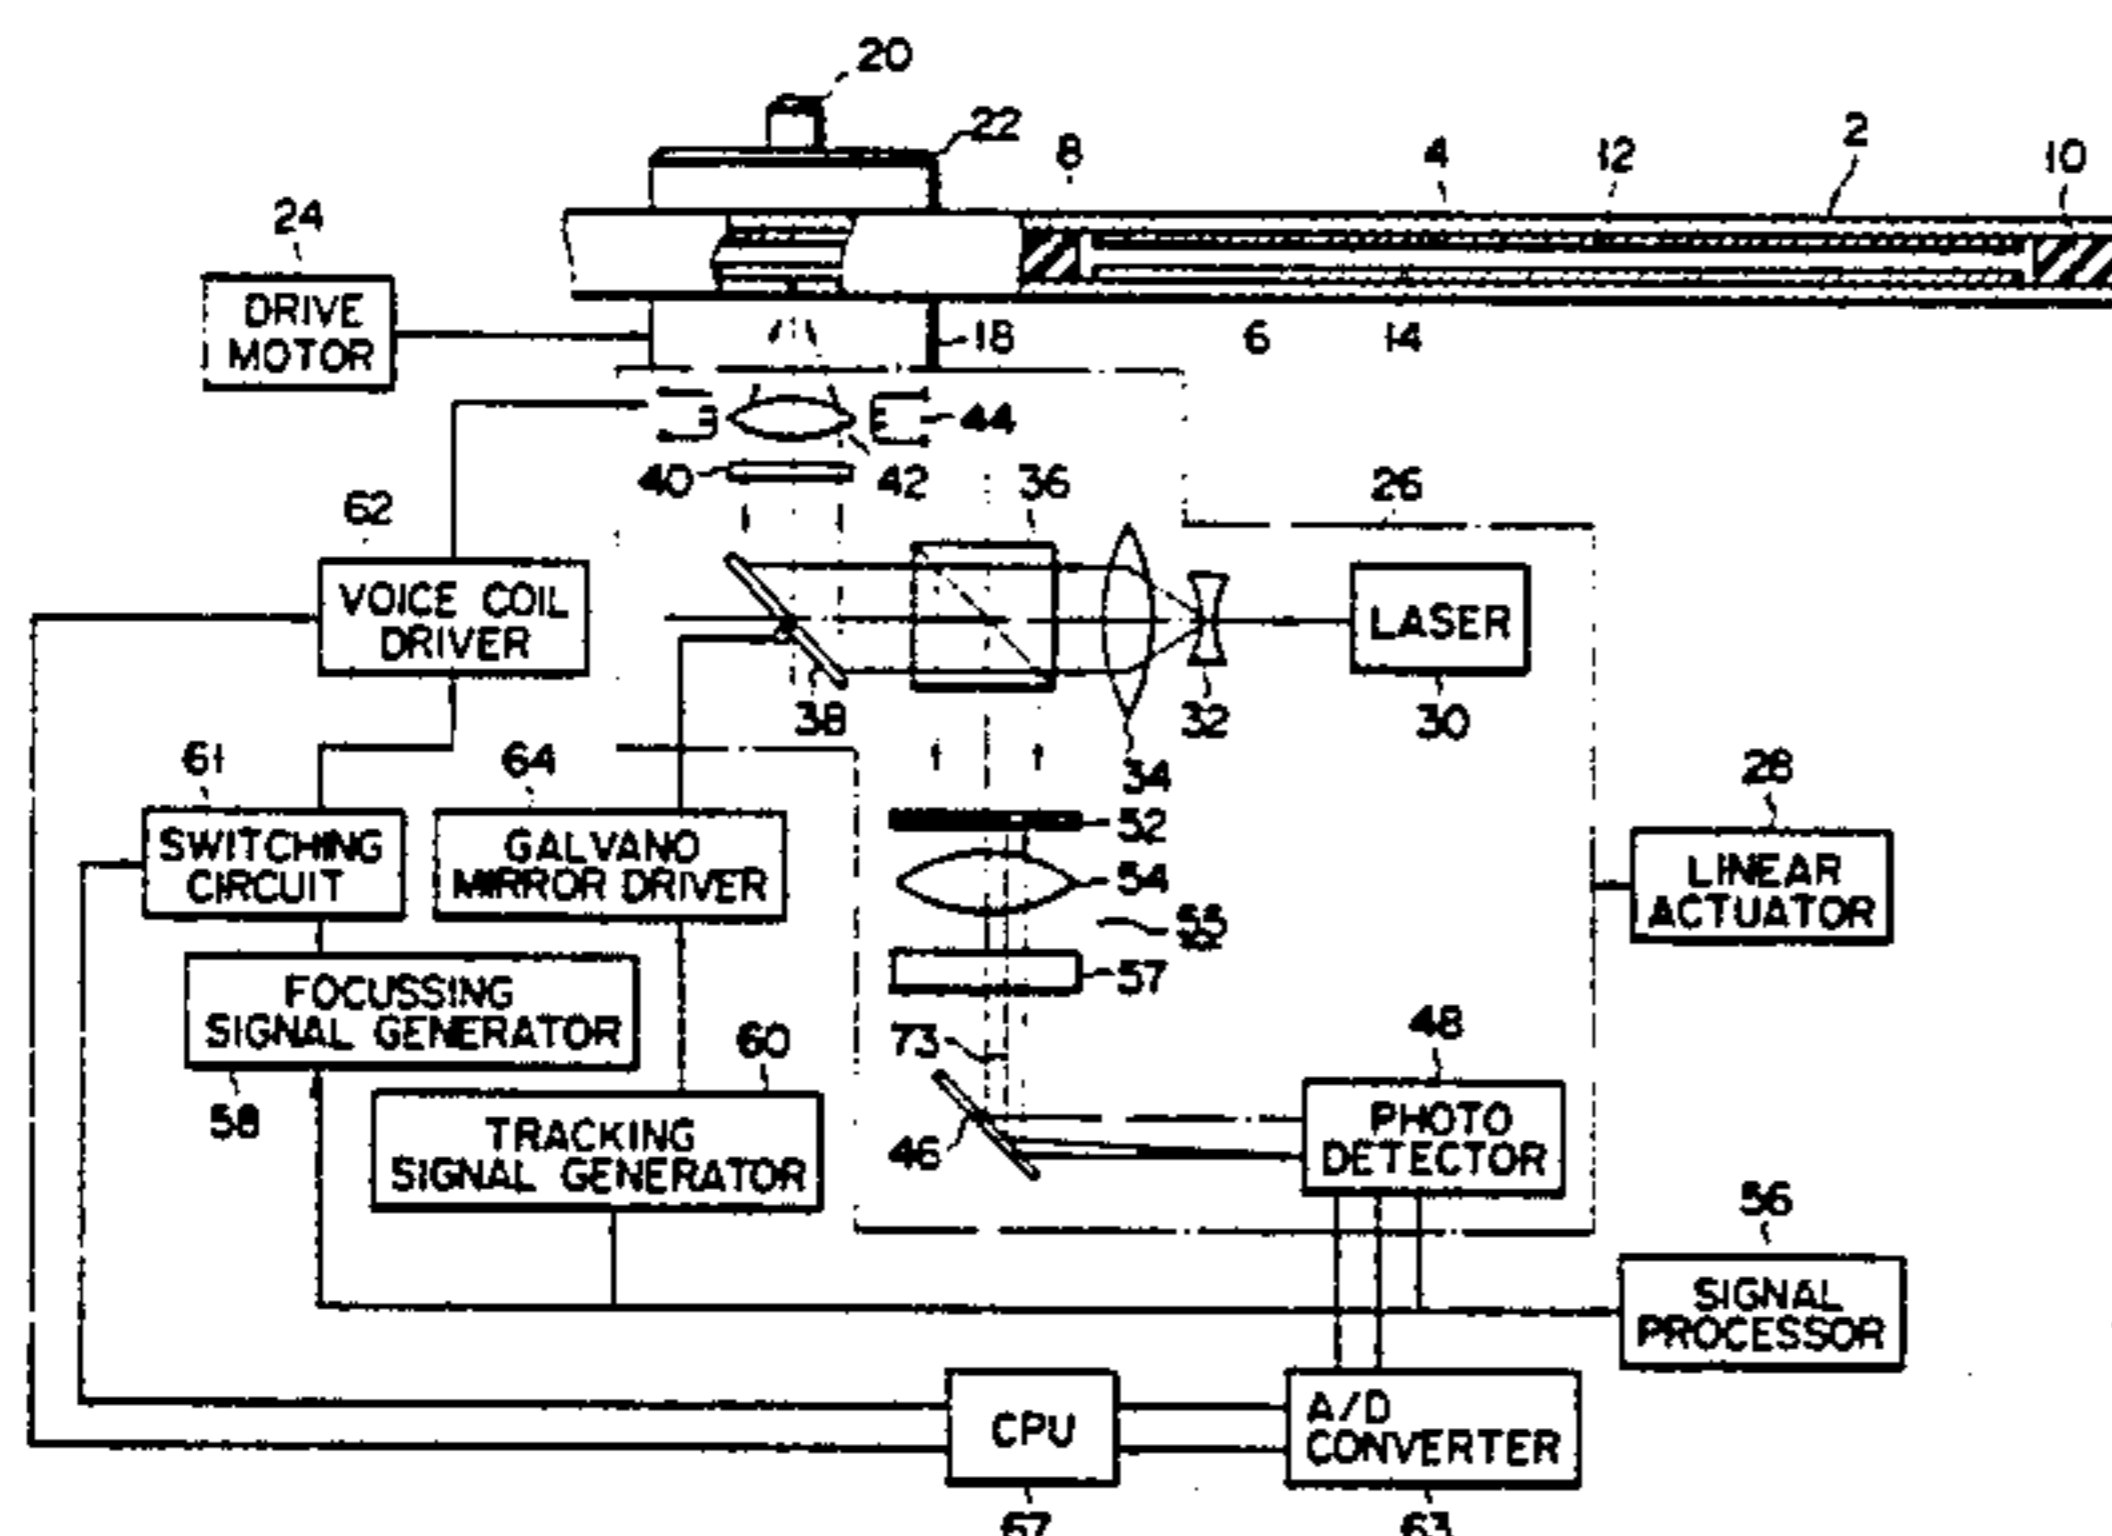 20
22
8
4
12
2
10
24
DRIVE
MOTOR
18
6
14
44
40
42
36
26
62
VOICE COIL
DRIVER
LASER
38
32
30
34
61
64
28
SWITCHING
CIRCUIT
GALVANO
MIRROR DRIVER
52
54
LINEAR
ACTUATOR
55
57
FOCUSSING
SIGNAL GENERATOR
73
48
60
58
TRACKING
SIGNAL GENERATOR
46
PHOTO
DETECTOR
56
SIGNAL
PROCESSOR
CPU
A/D
CONVERTER
67
63